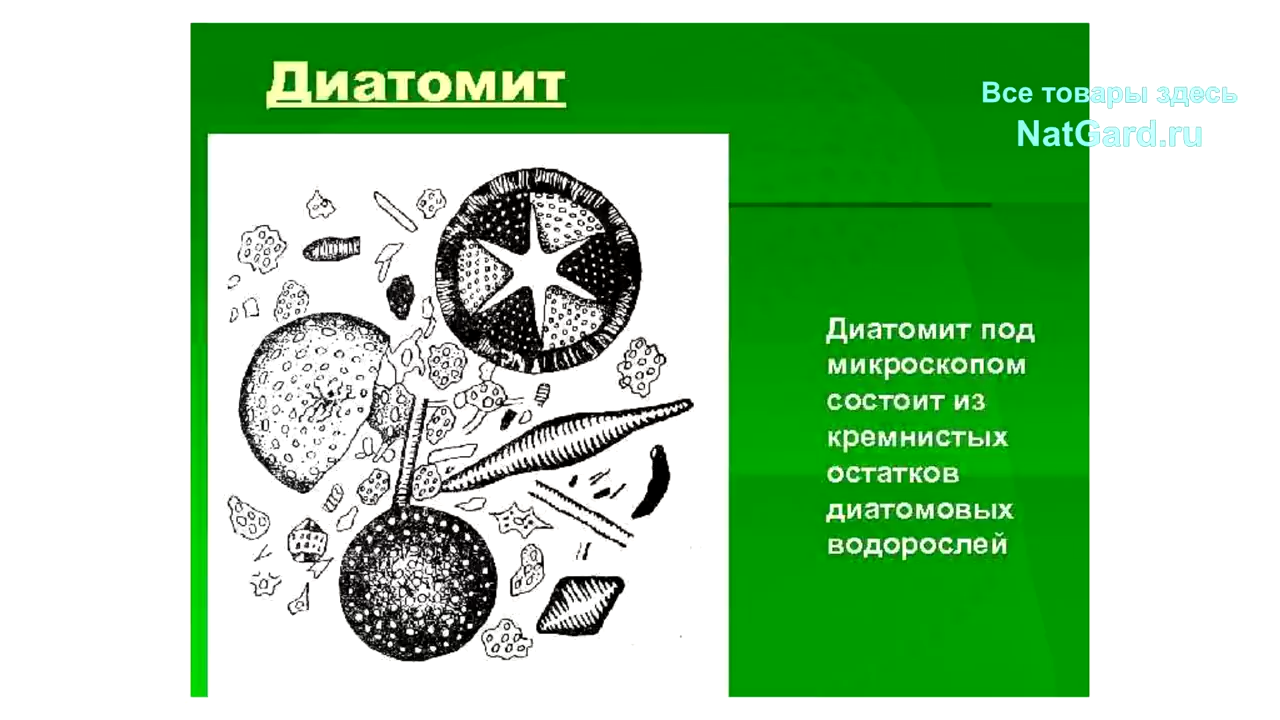 Диатомит
Все товары здесь
NatGard.ru
Диатомит под
микроскопом
состоит из
кремнистых
остатков
диатомовых
водорослей